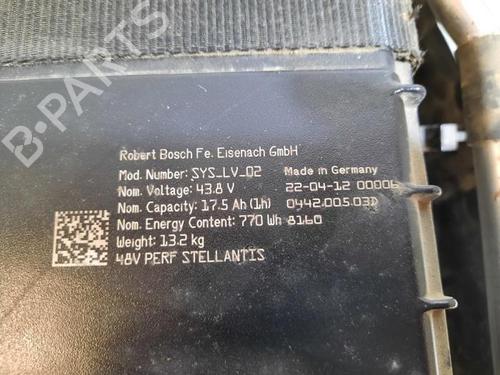 B-PARTS
Robert Bosch Fe. Eisenach GmbH
Mod. Number: SYS_LV_02 Made in Germany
Nom. Voltage: 43.8 V 22-04-12 00006
Nom. Capacity: 17.5 Ah (1h) 0442.005.03D
Nom. Energy Content: 770 Wh 8160
Weight: 13.2 kg
48V PERF STELLANTIS